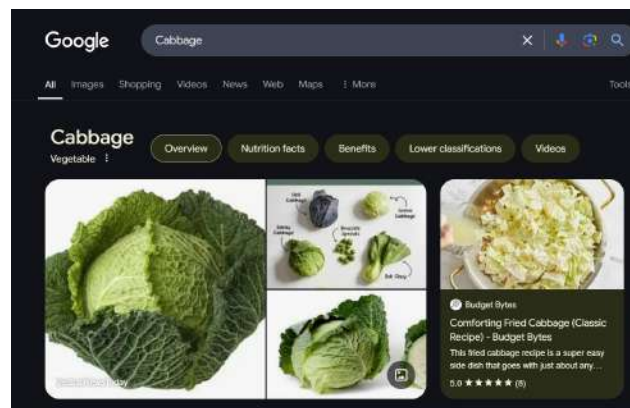 Google
Cabbage
All Images Shopping Videos News Web Maps More Tools
Cabbage
Vegetable
Overview Nutrition facts Benefits Lower classifications Videos
Cabbage
Cabbage
Brussels
Sprouts
Cabbage
Bok Choy
Budget Bytes
Comforting Fried Cabbage (Classic
Recipe) - Budget Bytes
This fried cabbage recipe is a super easy
side dish that goes with just about any...
5.0 ★★★★★ (8)